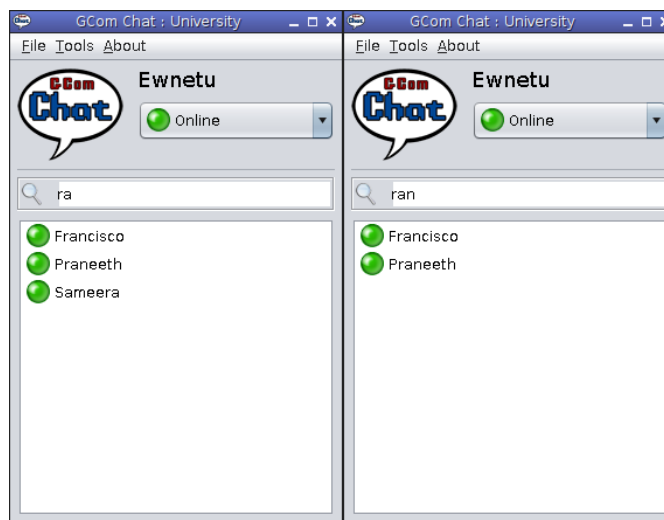 GCom Chat : University
File Tools About
GCom
Chat
Ewnetu
Online
ra
Francisco
Praneeth
Sameera
GCom Chat : University
File Tools About
GCom
Chat
Ewnetu
Online
ran
Francisco
Praneeth